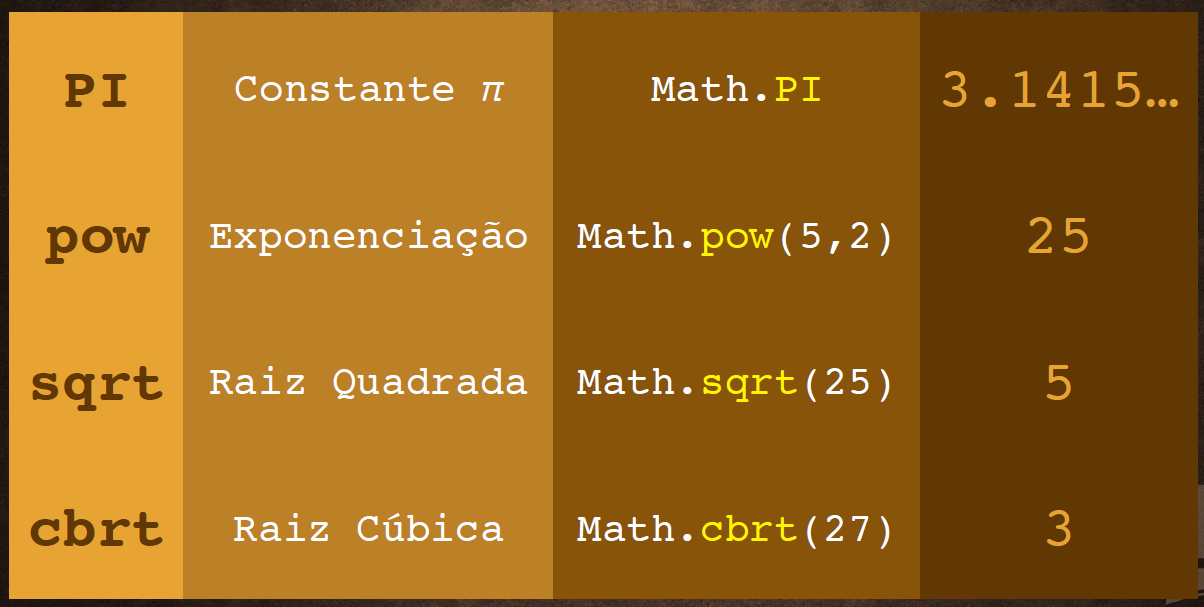 PI Constante π Math.PI 3.1415…
pow Exponenciação Math.pow(5,2) 25
sqrt Raiz Quadrada Math.sqrt(25) 5
cbrt Raiz Cúbica Math.cbrt(27) 3